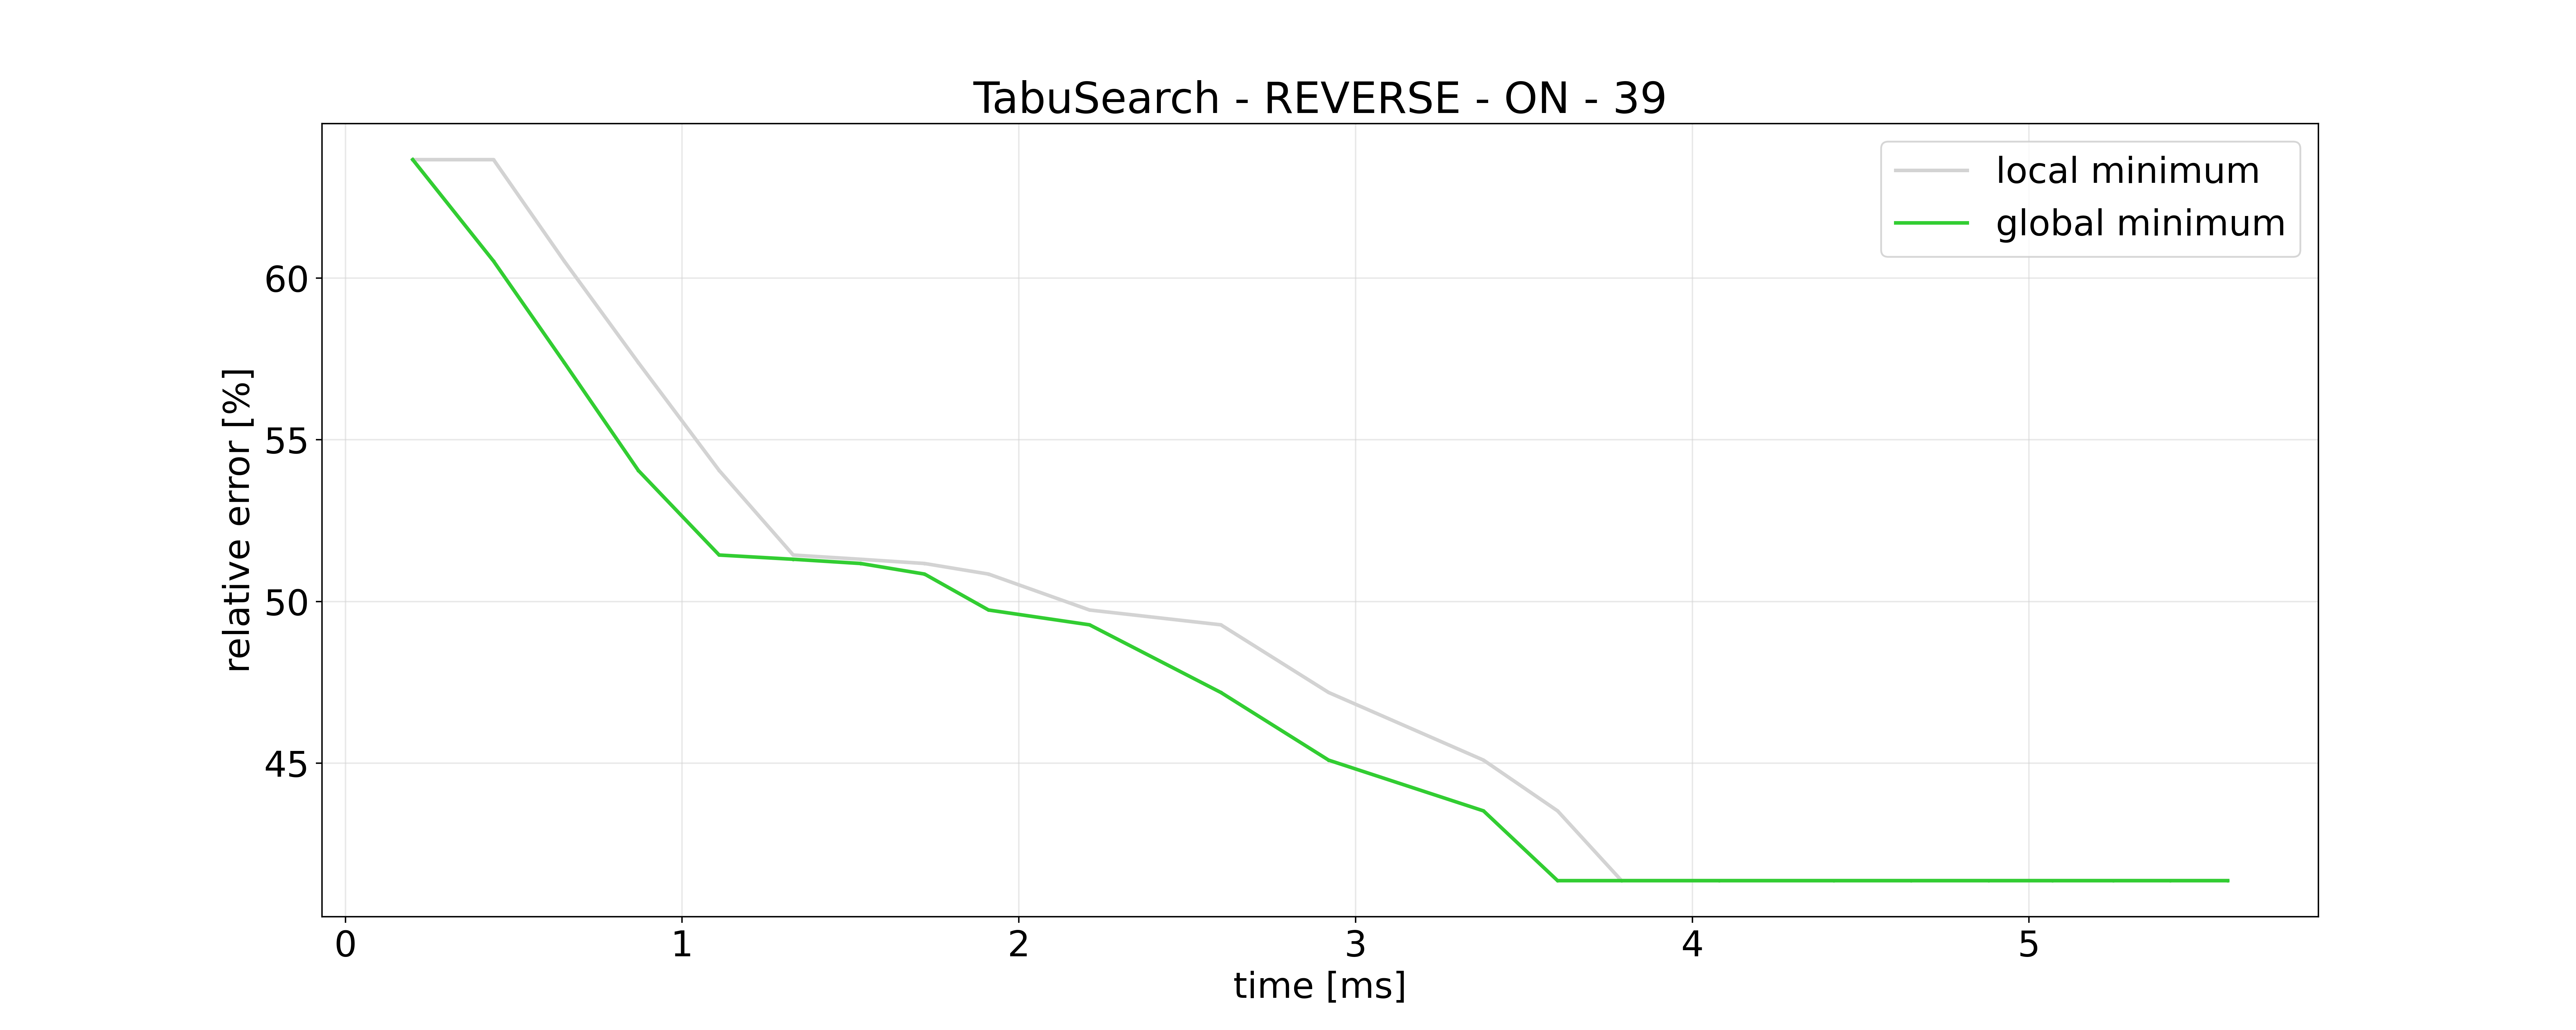 TabuSearch - REVERSE - ON - 39
local minimum
global minimum
relative error [%]
60
55
50
45
0 1 2 3 4 5
time [ms]